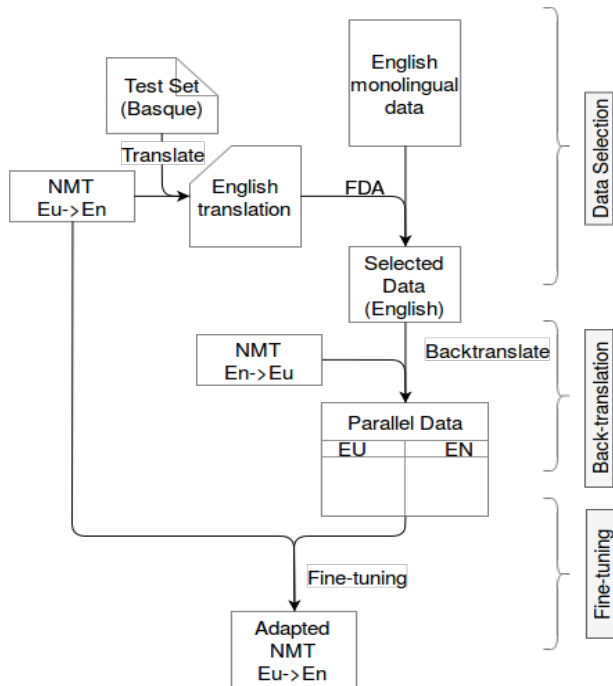 English
monolingual
data
Test Set
(Basque)
Translate
NMT
Eu->En
English
translation
FDA
Selected
Data
(English)
Data Selection
NMT
En->Eu
Backtranslate
Parallel Data
EU EN
Back-translation
Fine-tuning
Adapted
NMT
Eu->En
Fine-tuning